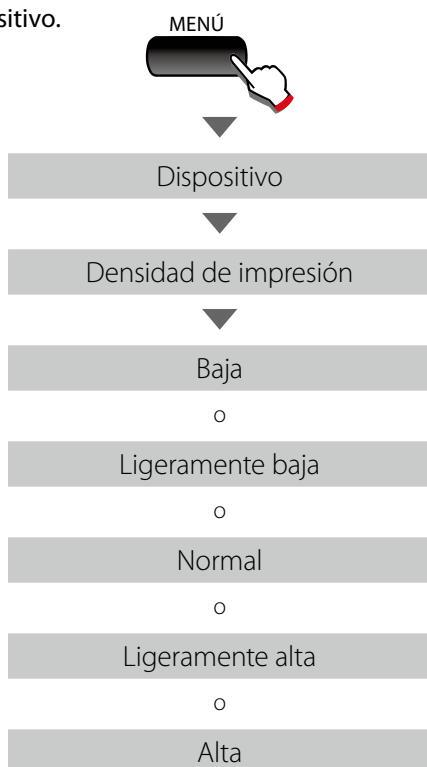 sitivo.
MENÚ
Dispositivo
Densidad de impresión
Baja
o
Ligeramente baja
o
Normal
o
Ligeramente alta
o
Alta